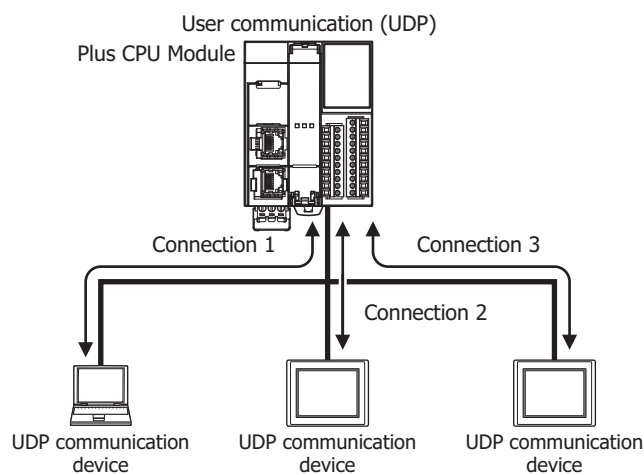 User communication (UDP)
Plus CPU Module
Connection 1
Connection 3
Connection 2
UDP communication
device
UDP communication
device
UDP communication
device